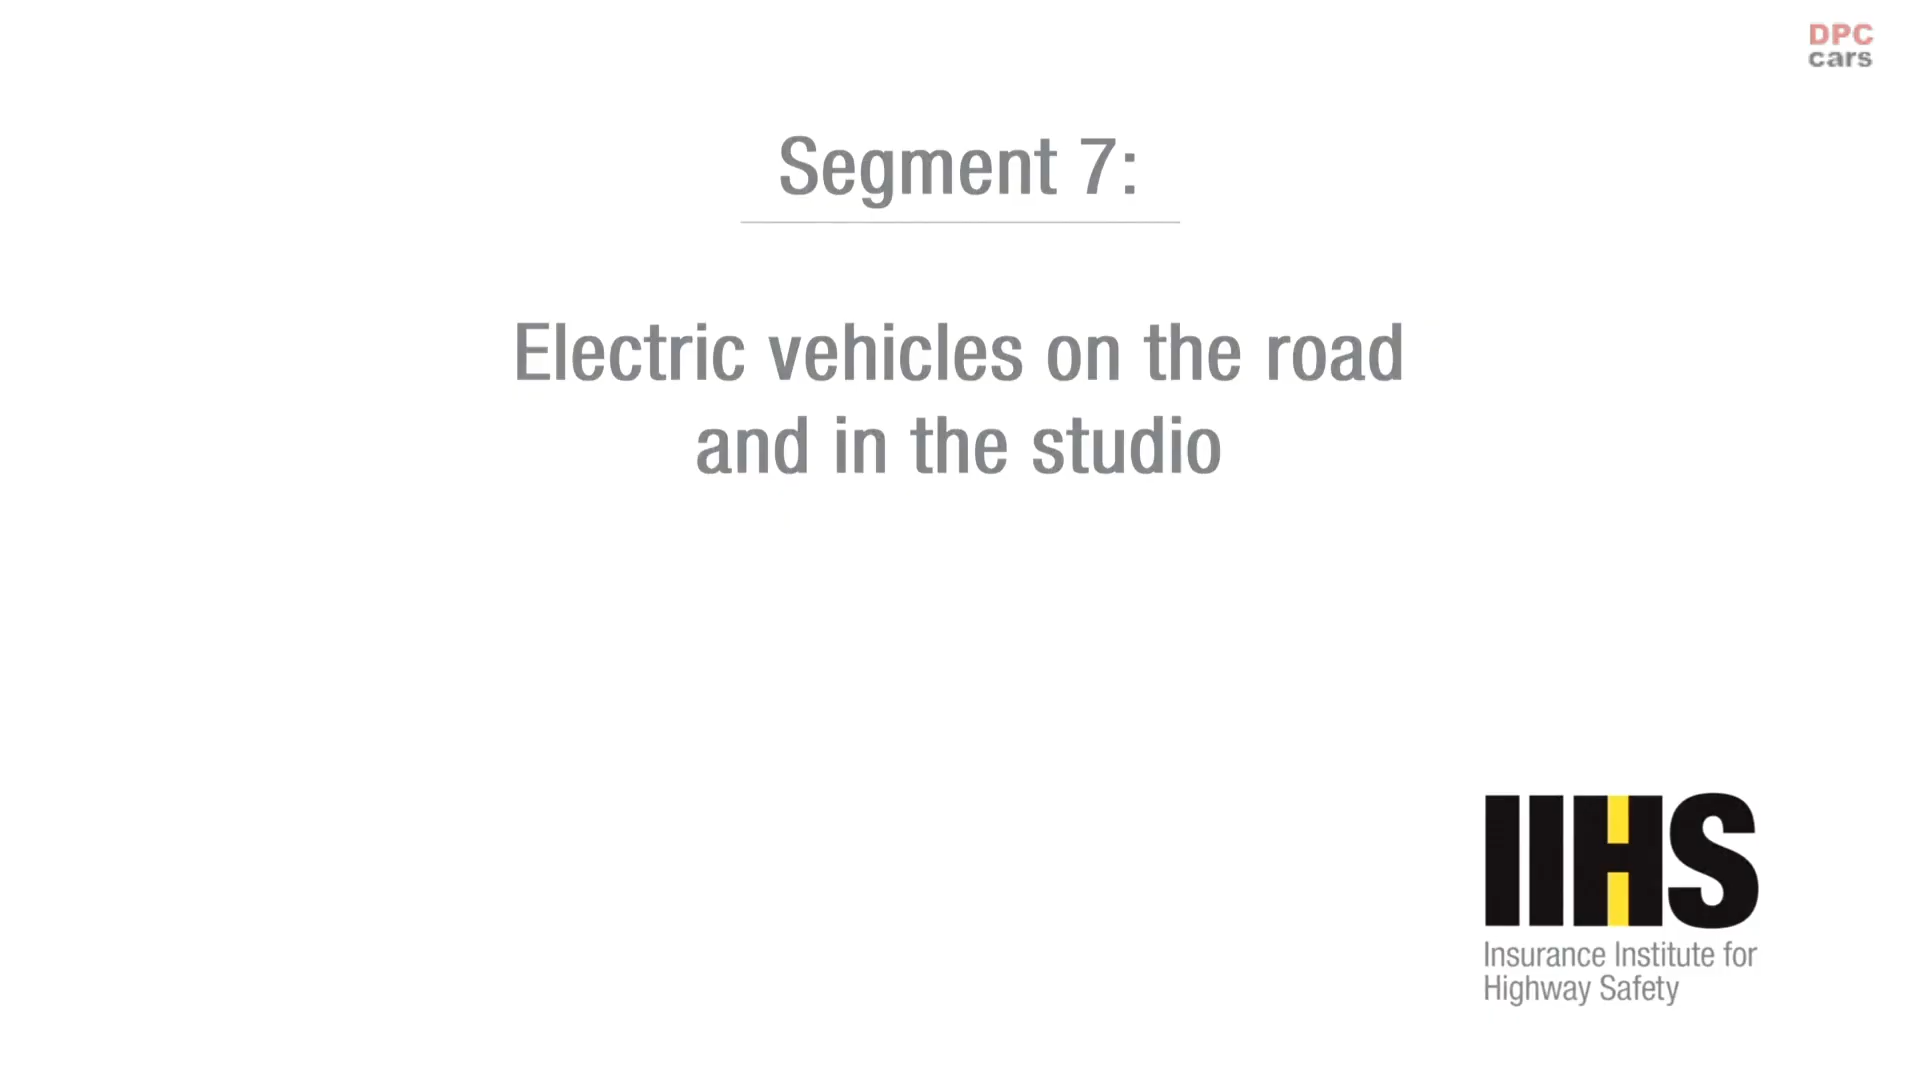 DPC
cars
Segment 7:
Electric vehicles on the road
and in the studio
IIHS
Insurance Institute for
Highway Safety